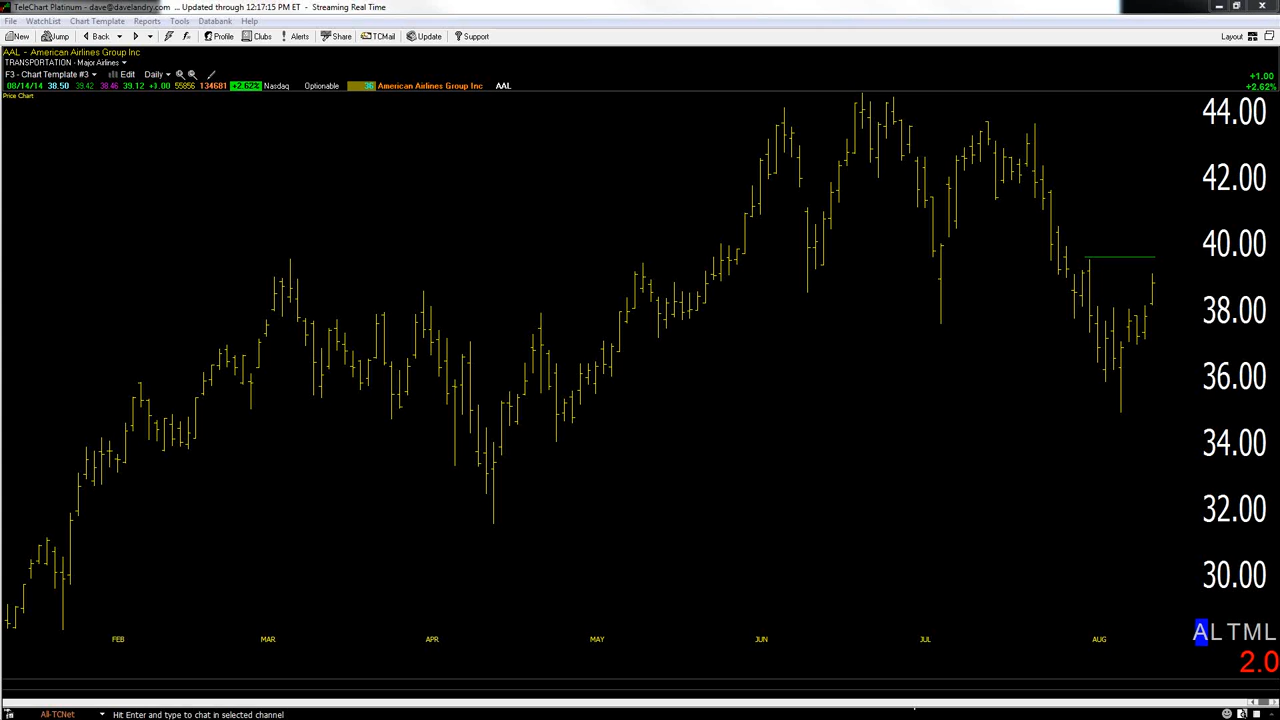 TeleChart Platinum - dave@davelandry.com ... Updated through 12:17:15 PM ET - Streaming Real Time
File WatchList Chart Template Reports Tools Databank Help
New Jump Back Profile Clubs Alerts Share TCMail Update Support Layout
AAL - American Airlines Group Inc
TRANSPORTATION - Major Airlines
F3 - Chart Template #3 Edit Daily
+1.00
08/14/14 38.50 39.42 38.46 39.12 +1.00 55856 134681 +2.62% Nasdaq Optionable 36 American Airlines Group Inc AAL
+2.62%
Price Chart
44.00
42.00
40.00
38.00
36.00
34.00
32.00
30.00
ALTML
FEB MAR APR MAY JUN JUL AUG
2.0
All-TCNet Hit Enter and type to chat in selected channel